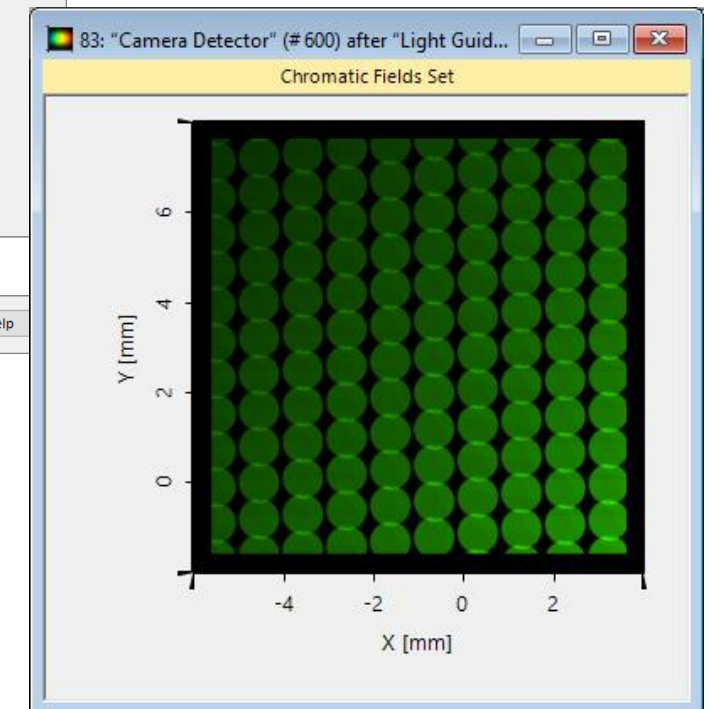 83: "Camera Detector" (# 600) after "Light Guid...
Chromatic Fields Set
6
4
2
0
Y [mm]
-4 -2 0 2
X [mm]
elp